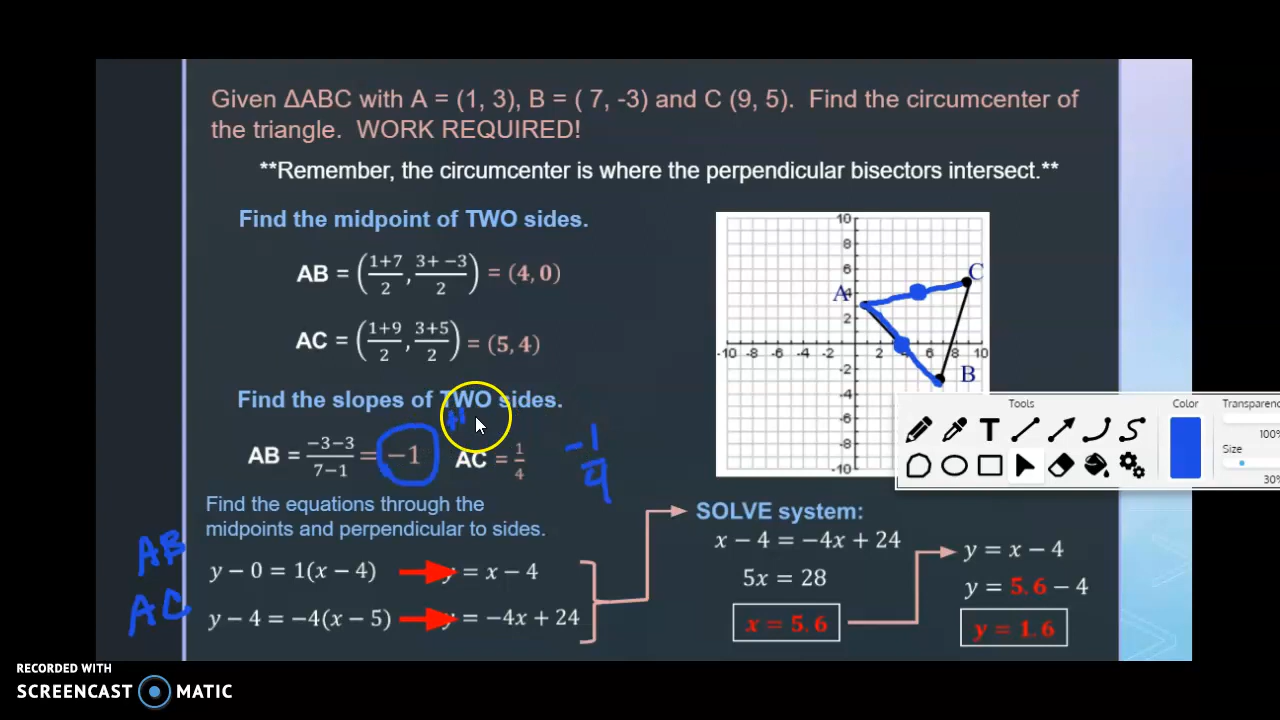 Given ΔABC with A = (1, 3), B = ( 7, -3) and C (9, 5). Find the circumcenter of
the triangle. WORK REQUIRED!
**Remember, the circumcenter is where the perpendicular bisectors intersect.**
Find the midpoint of TWO sides.
AB = (1+7/2, 3+ −3/2) = (4, 0)
AC = (1+9/2, 3+5/2) = (5, 4)
Find the slopes of TWO sides.
+1
AB = −3−3/7−1 = −1 AC = 1/4
-1/4
Find the equations through the
midpoints and perpendicular to sides.
AB
y − 0 = 1(x − 4) y = x − 4
AC
y − 4 = −4(x − 5) y = −4x + 24
10
8
6
4
2
-10 -8 -6 -4 -2 2 4 6 8 10
-2
-4
-6
-8
-10
A
C
B
SOLVE system:
x − 4 = −4x + 24
5x = 28
x = 5.6
y = x − 4
y = 5.6 − 4
y = 1.6
Tools
Color
Transparenc
100%
Size
30%
RECORDED WITH
SCREENCAST MATIC